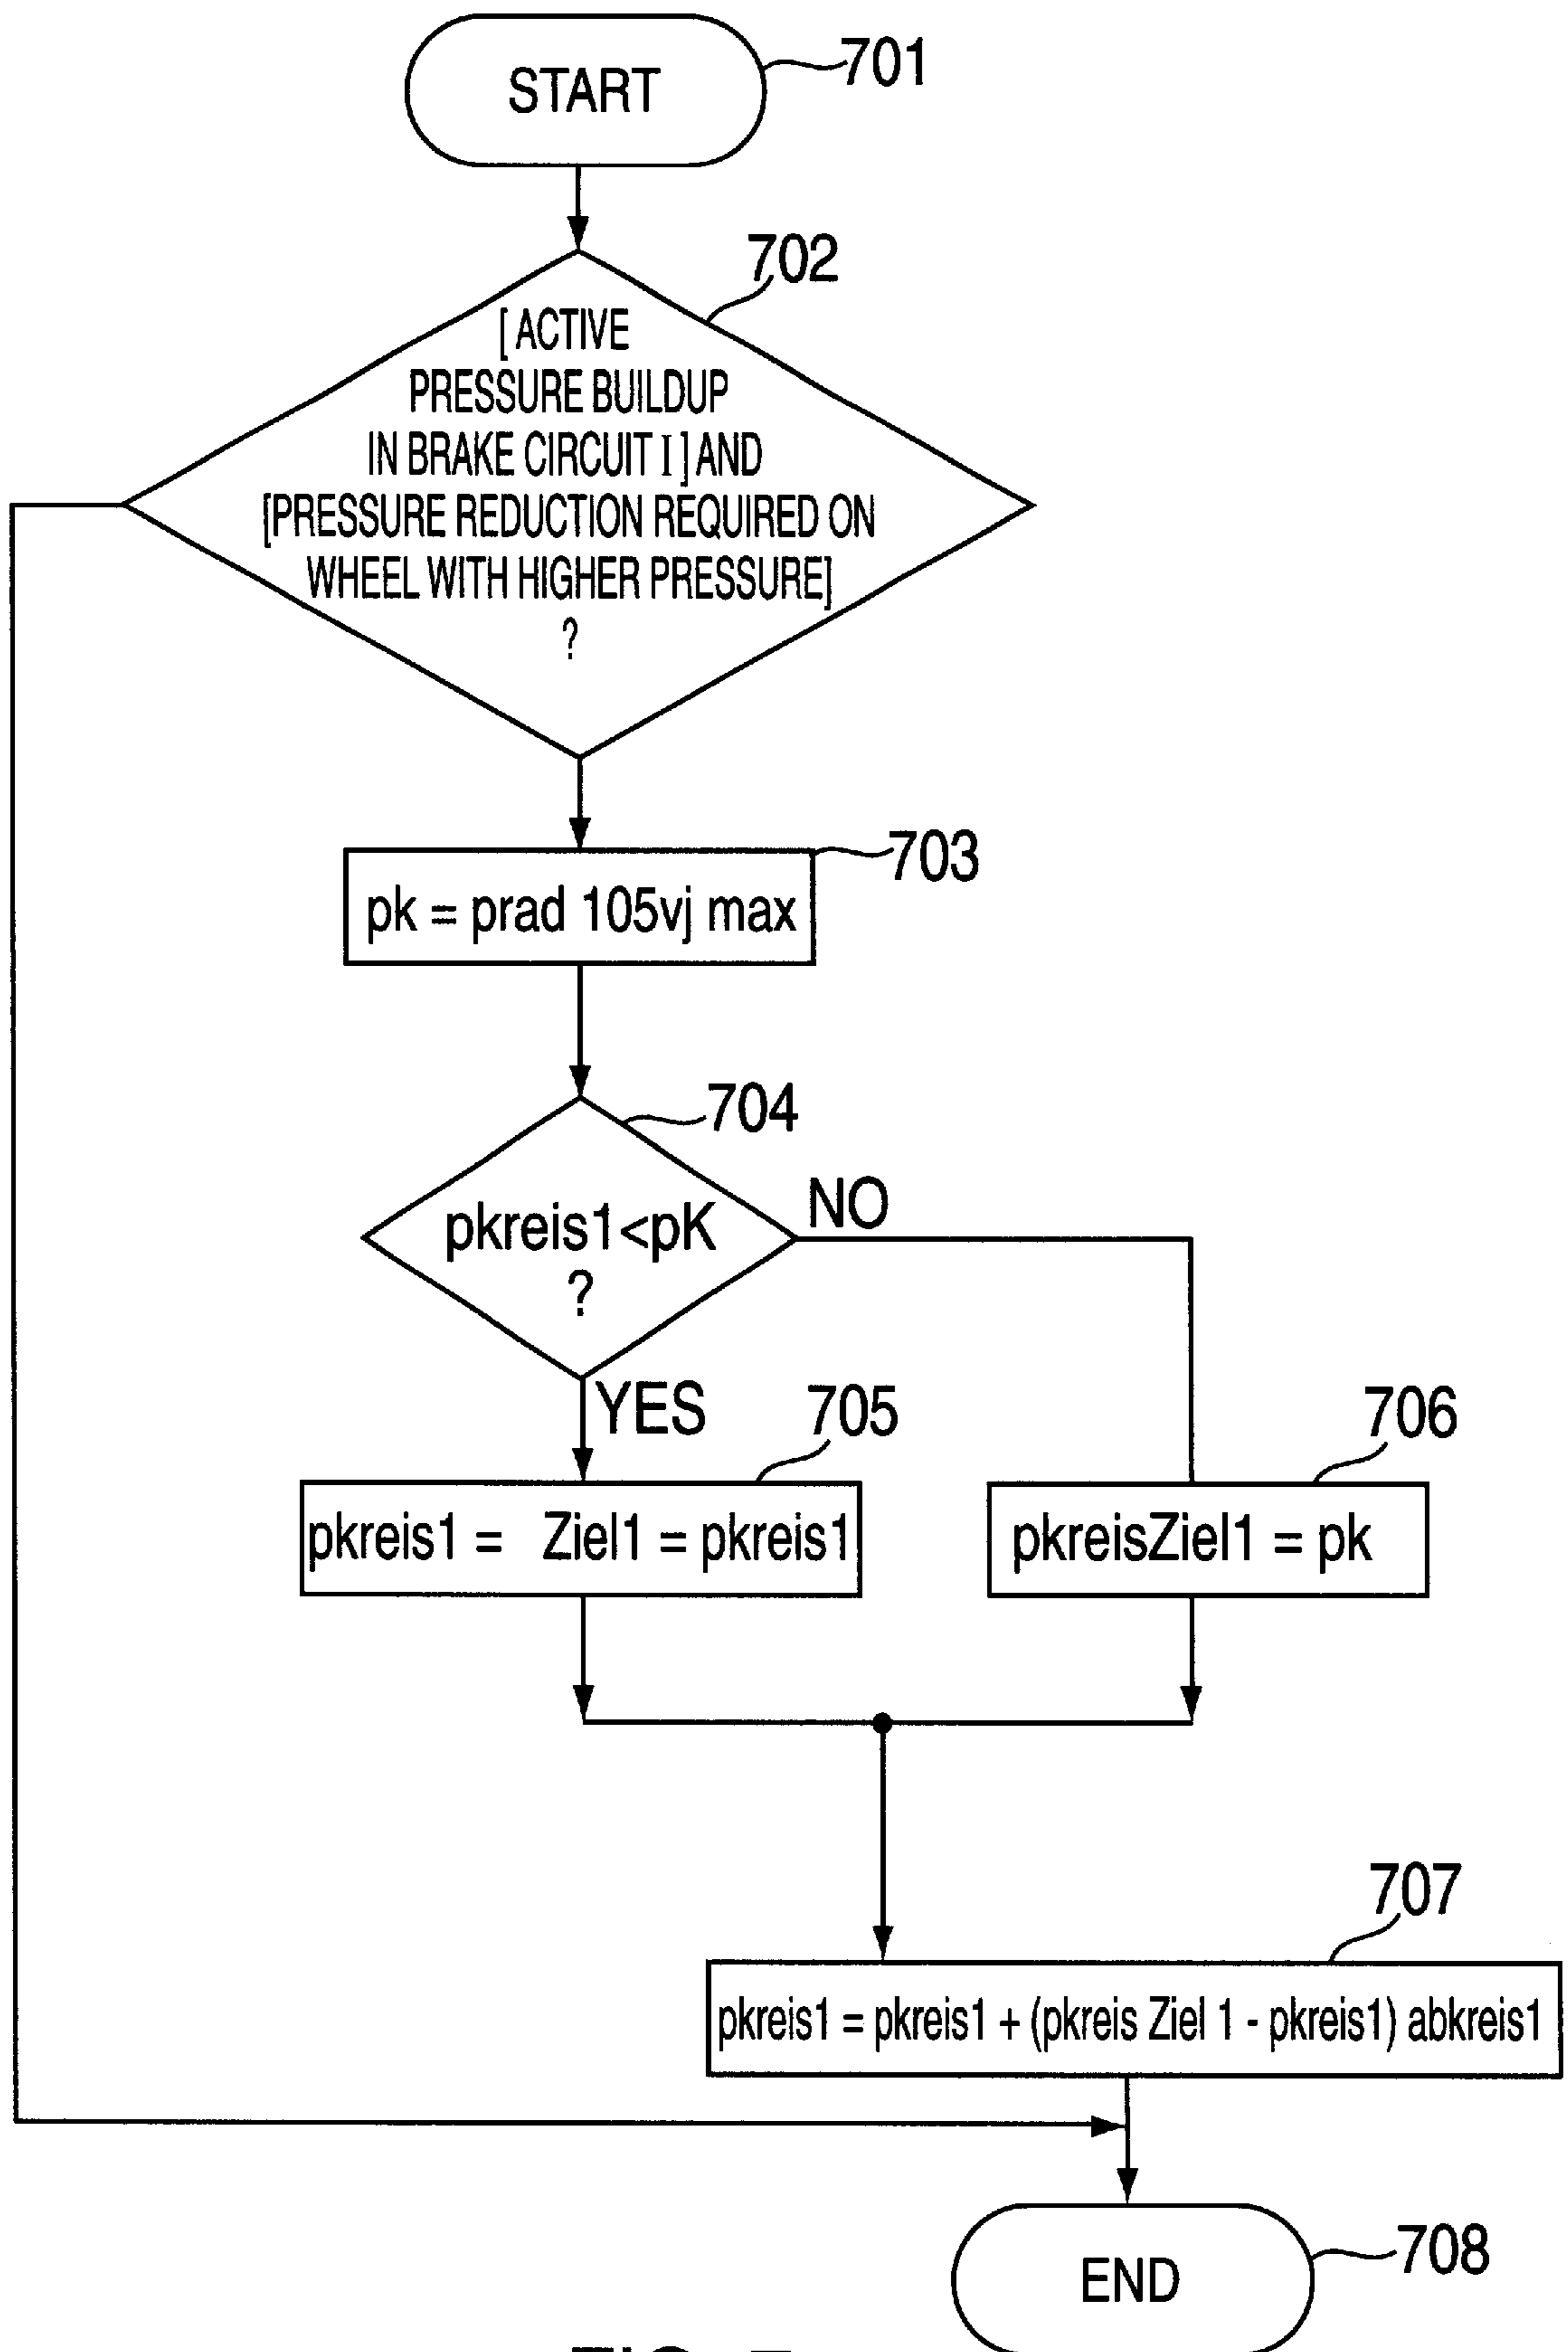 START
701
702
[ ACTIVE
PRESSURE BUILDUP
IN BRAKE CIRCUIT I ] AND
[PRESSURE REDUCTION REQUIRED ON
WHEEL WITH HIGHER PRESSURE]
?
703
pk = prad 105vj max
704
pkreis1<pK
?
NO
YES
705
706
pkreis1 = Ziel1 = pkreis1
pkreisZiel1 = pk
707
pkreis1 = pkreis1 + (pkreis Ziel 1 - pkreis1) abkreis1
708
END